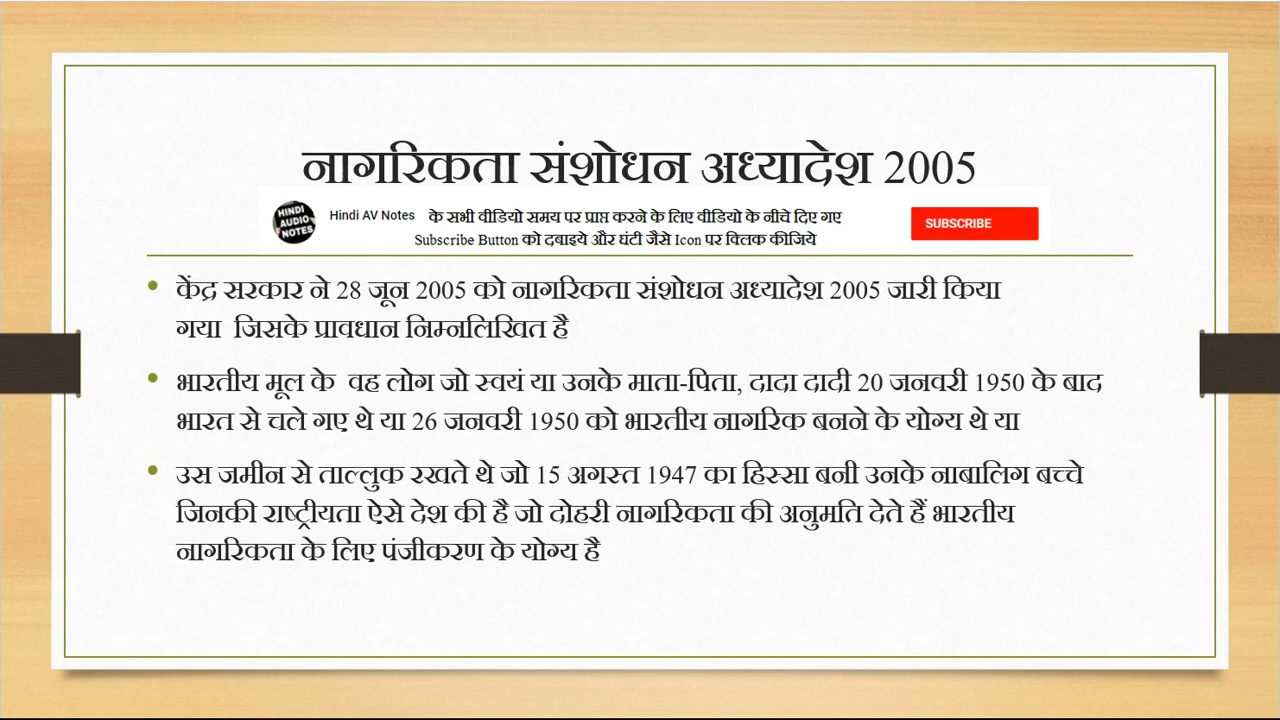 नागरिकता संशोधन अध्यादेश 2005
HINDI AUDIO NOTES
Hindi AV Notes के सभी वीडियो समय पर प्राप्त करने के लिए वीडियो के नीचे दिए गए
Subscribe Button को दबाइये और घंटी जैसे Icon पर क्लिक कीजिये
SUBSCRIBE
• केंद्र सरकार ने 28 जून 2005 को नागरिकता संशोधन अध्यादेश 2005 जारी किया
गया जिसके प्रावधान निम्नलिखित है
• भारतीय मूल के वह लोग जो स्वयं या उनके माता-पिता, दादा दादी 20 जनवरी 1950 के बाद
भारत से चले गए थे या 26 जनवरी 1950 को भारतीय नागरिक बनने के योग्य थे या
• उस जमीन से ताल्लुक रखते थे जो 15 अगस्त 1947 का हिस्सा बनी उनके नाबालिग बच्चे
जिनकी राष्ट्रीयता ऐसे देश की है जो दोहरी नागरिकता की अनुमति देते हैं भारतीय
नागरिकता के लिए पंजीकरण के योग्य है